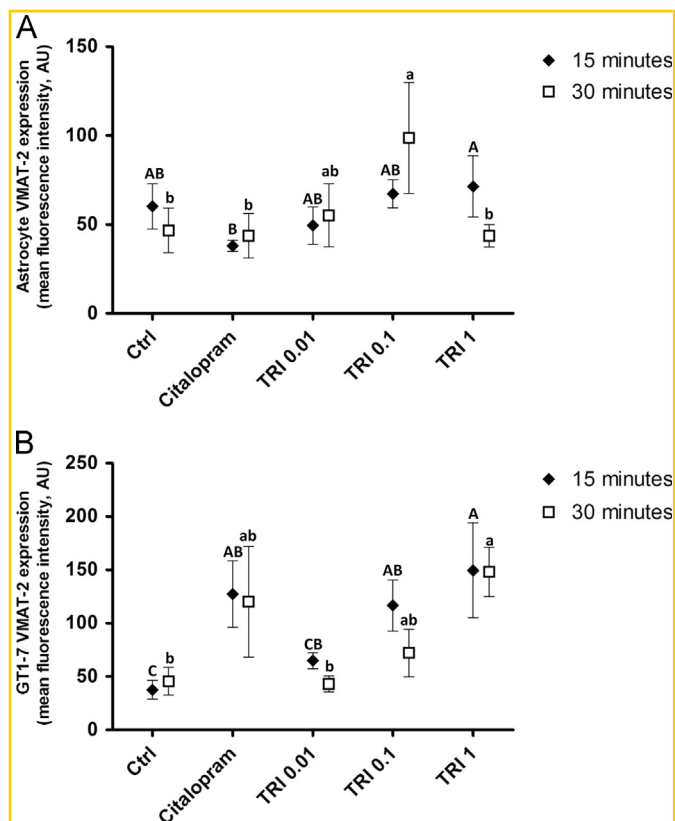 A
150
100
50
0
Astrocyte VMAT-2 expression
(mean fluorescence intensity, AU)
15 minutes
30 minutes
AB
b
B
b
AB
ab
AB
a
A
b
Ctrl
Citalopram
TRI 0.01
TRI 0.1
TRI 1
B
250
200
150
100
50
0
GT1-7 VMAT-2 expression
(mean fluorescence intensity, AU)
15 minutes
30 minutes
C
b
AB
ab
CB
b
AB
ab
A
a
Ctrl
Citalopram
TRI 0.01
TRI 0.1
TRI 1